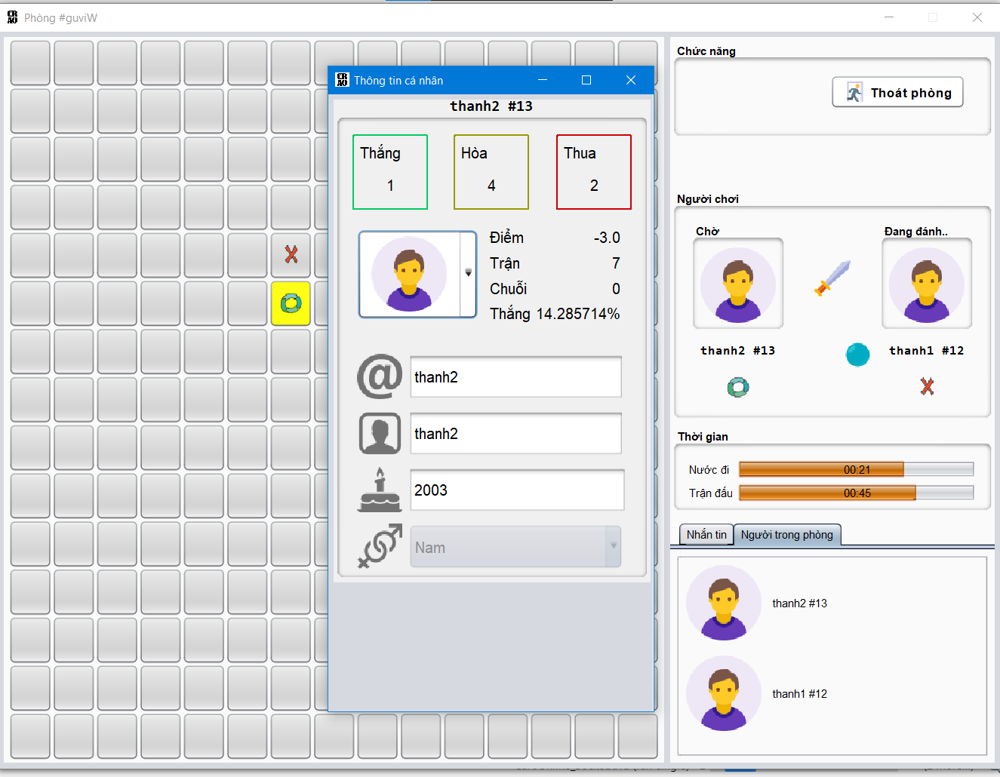 Phòng #guviW
Chức năng
Thoát phòng
Thông tin cá nhân
thanh2 #13
Thắng
1
Hòa
4
Thua
2
Điểm -3.0
Trận 7
Chuỗi 0
Thắng 14.285714%
thanh2
thanh2
2003
Nam
Người chơi
Chờ
Đang đánh..
thanh2 #13
thanh1 #12
Thời gian
Nước đi 00:21
Trận đấu 00:45
Nhắn tin
Người trong phòng
thanh2 #13
thanh1 #12